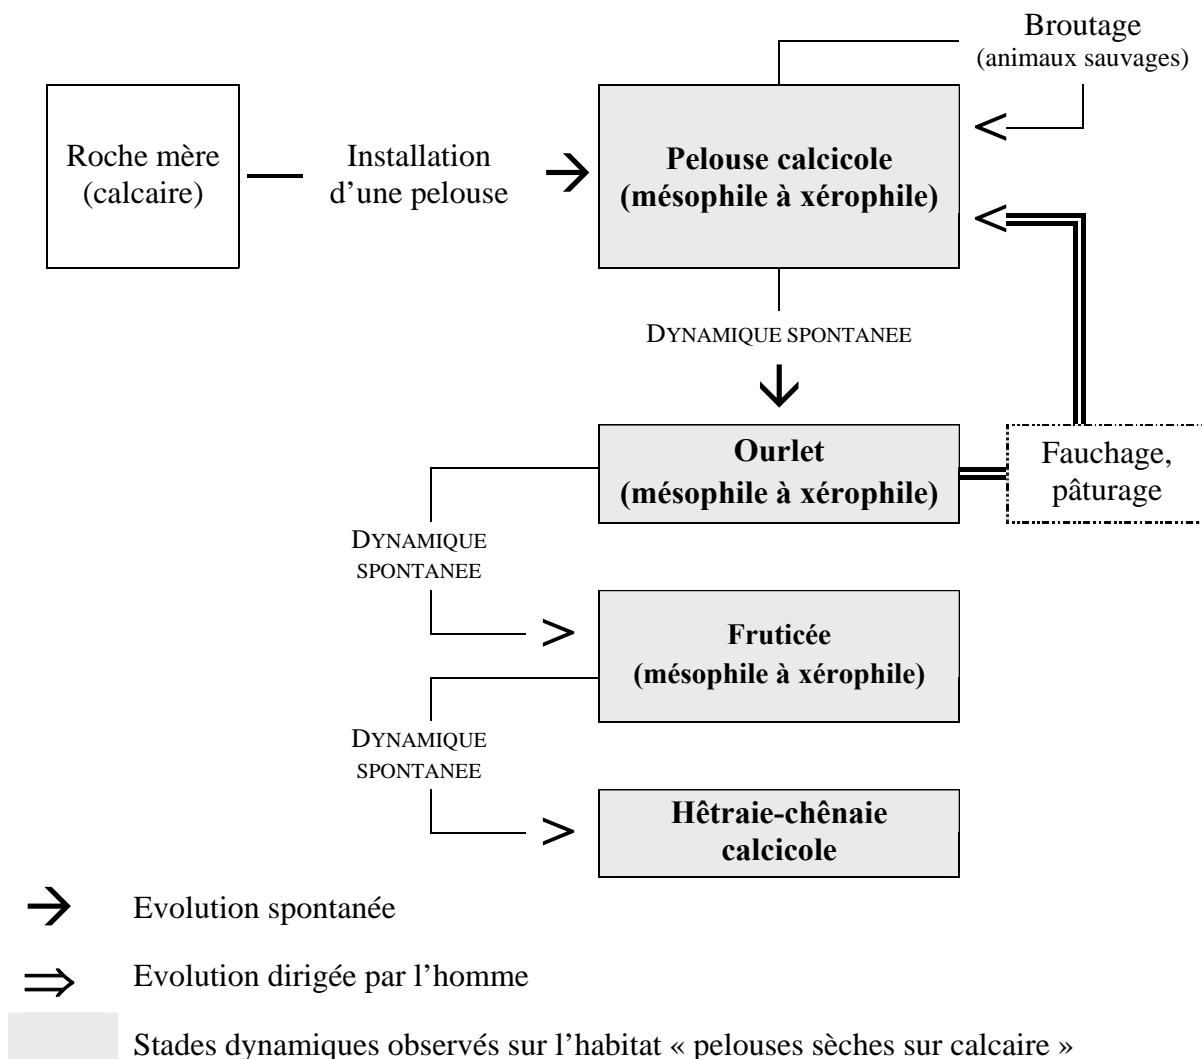 Broutage
(animaux sauvages)
Roche mère
(calcaire)
Installation
d’une pelouse
Pelouse calcicole
(mésophile à xérophile)
DYNAMIQUE SPONTANEE
Ourlet
(mésophile à xérophile)
Fauchage,
pâturage
DYNAMIQUE
SPONTANEE
Fruticée
(mésophile à xérophile)
DYNAMIQUE
SPONTANEE
Hêtraie-chênaie
calcicole
Evolution spontanée
Evolution dirigée par l’homme
Stades dynamiques observés sur l’habitat « pelouses sèches sur calcaire »